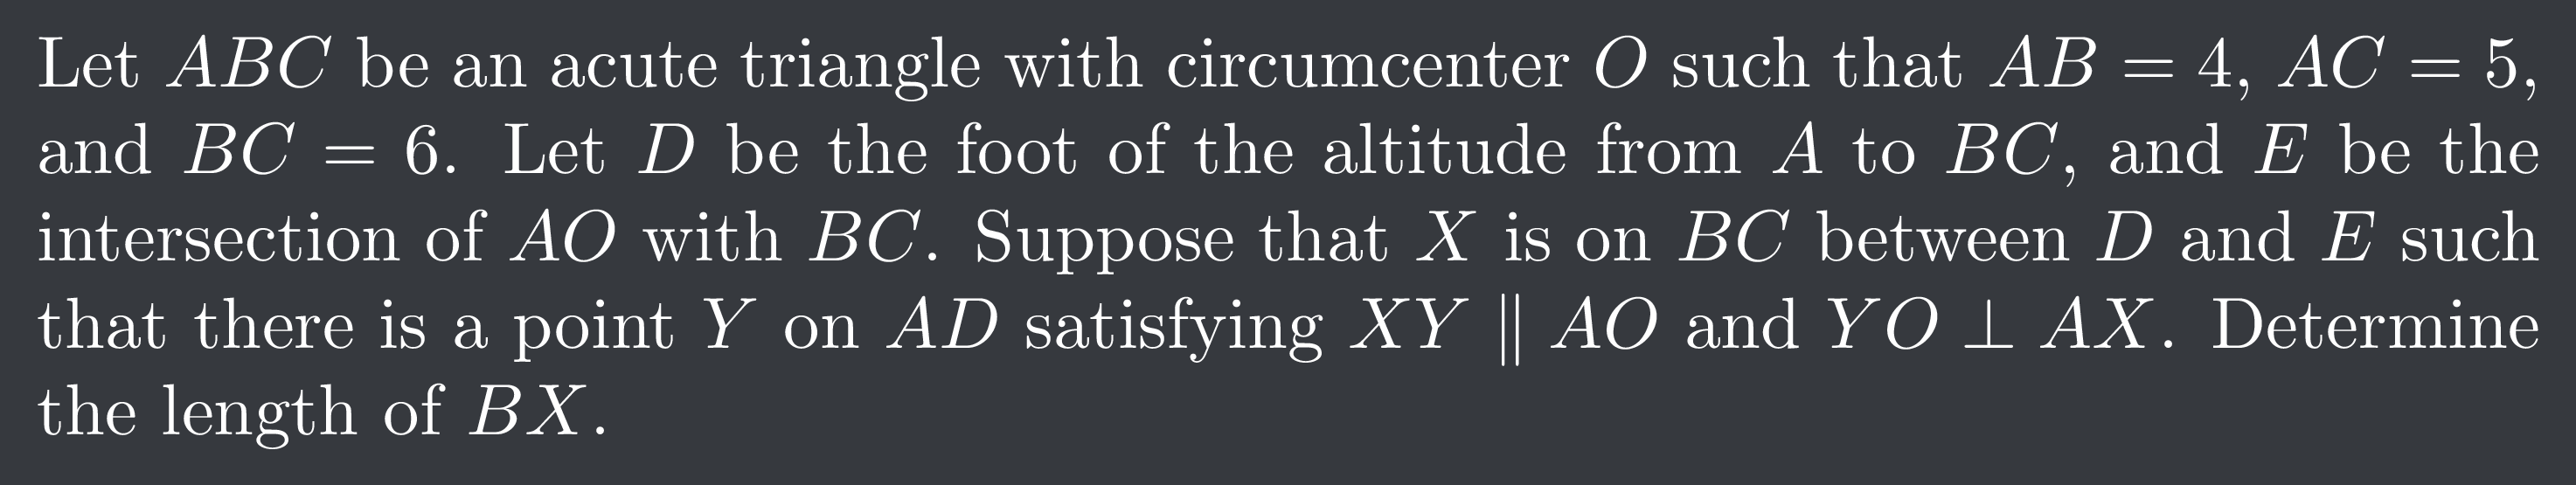 Let ABC be an acute triangle with circumcenter O such that AB = 4, AC = 5,
and BC = 6. Let D be the foot of the altitude from A to BC, and E be the
intersection of AO with BC. Suppose that X is on BC between D and E such
that there is a point Y on AD satisfying XY ∥ AO and YO ⊥ AX. Determine
the length of BX.